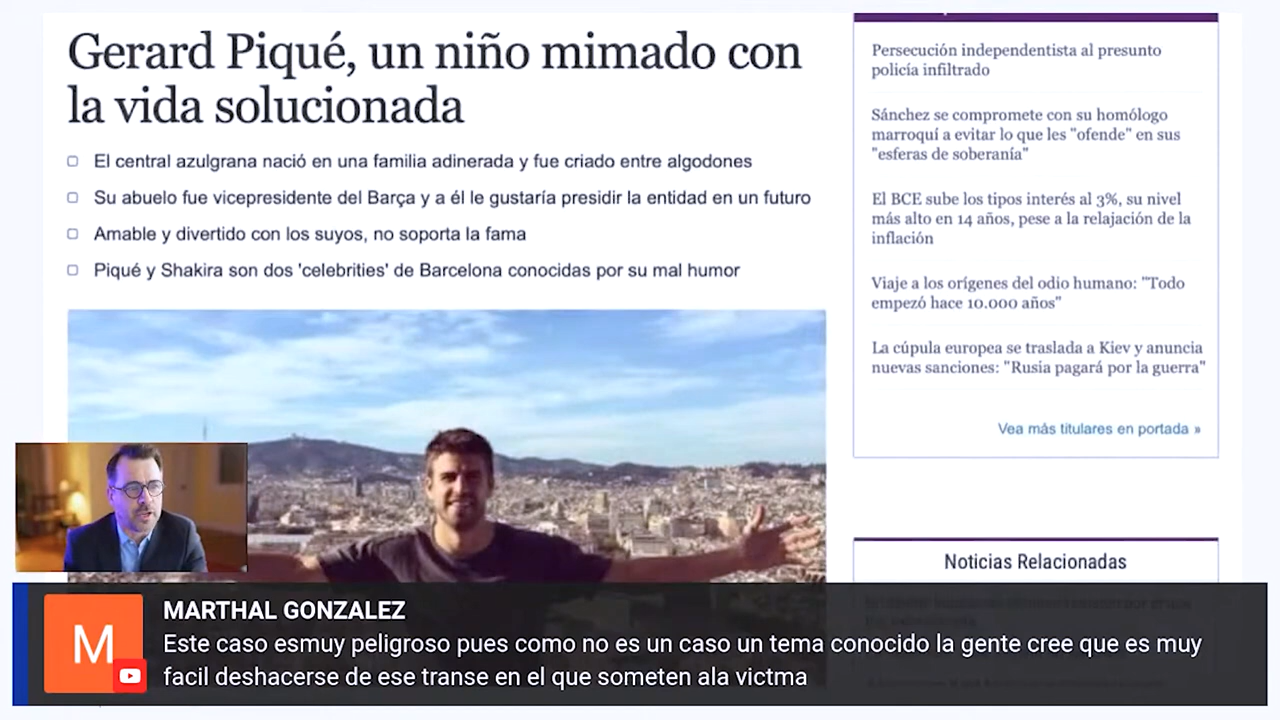 Gerard Piqué, un niño mimado con
la vida solucionada
El central azulgrana nació en una familia adinerada y fue criado entre algodones
Su abuelo fue vicepresidente del Barça y a él le gustaría presidir la entidad en un futuro
Amable y divertido con los suyos, no soporta la fama
Piqué y Shakira son dos 'celebrities' de Barcelona conocidas por su mal humor
Persecución independentista al presunto
policía infiltrado
Sánchez se compromete con su homólogo
marroquí a evitar lo que les "ofende" en sus
"esferas de soberanía"
El BCE sube los tipos interés al 3%, su nivel
más alto en 14 años, pese a la relajación de la
inflación
Viaje a los orígenes del odio humano: "Todo
empezó hace 10.000 años"
La cúpula europea se traslada a Kiev y anuncia
nuevas sanciones: "Rusia pagará por la guerra"
Vea más titulares en portada »
Noticias Relacionadas
M
MARTHAL GONZALEZ
Este caso esmuy peligroso pues como no es un caso un tema conocido la gente cree que es muy
facil deshacerse de ese transe en el que someten ala victma